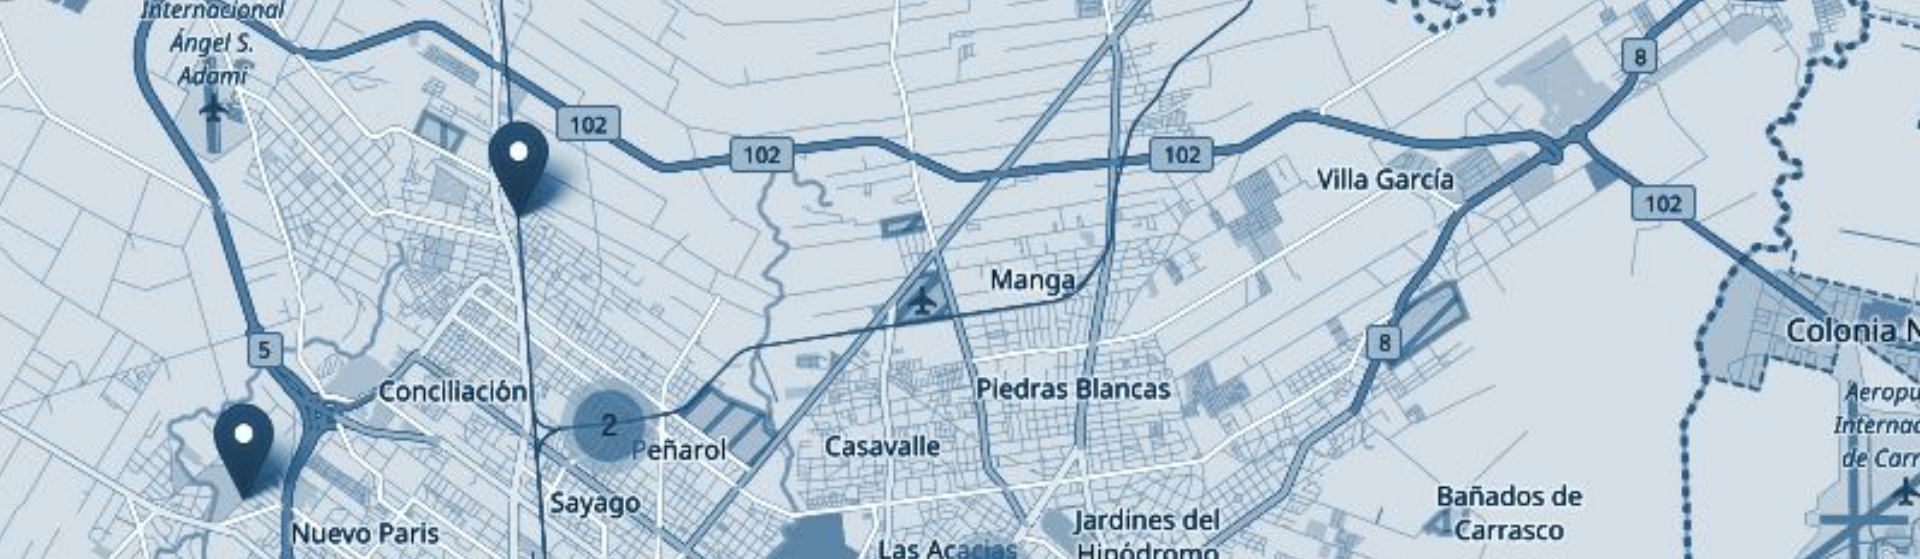 Internacional
Ángel S.
Adami
8
102
102
102
Villa García
102
Manga
5
8
Colonia N
Conciliación
Piedras Blancas
Aeropu
Internac
de Carr
2
Peñarol
Casavalle
Sayago
Bañados de
Carrasco
Nuevo Paris
Jardines del
Hipódromo
Las Acacias